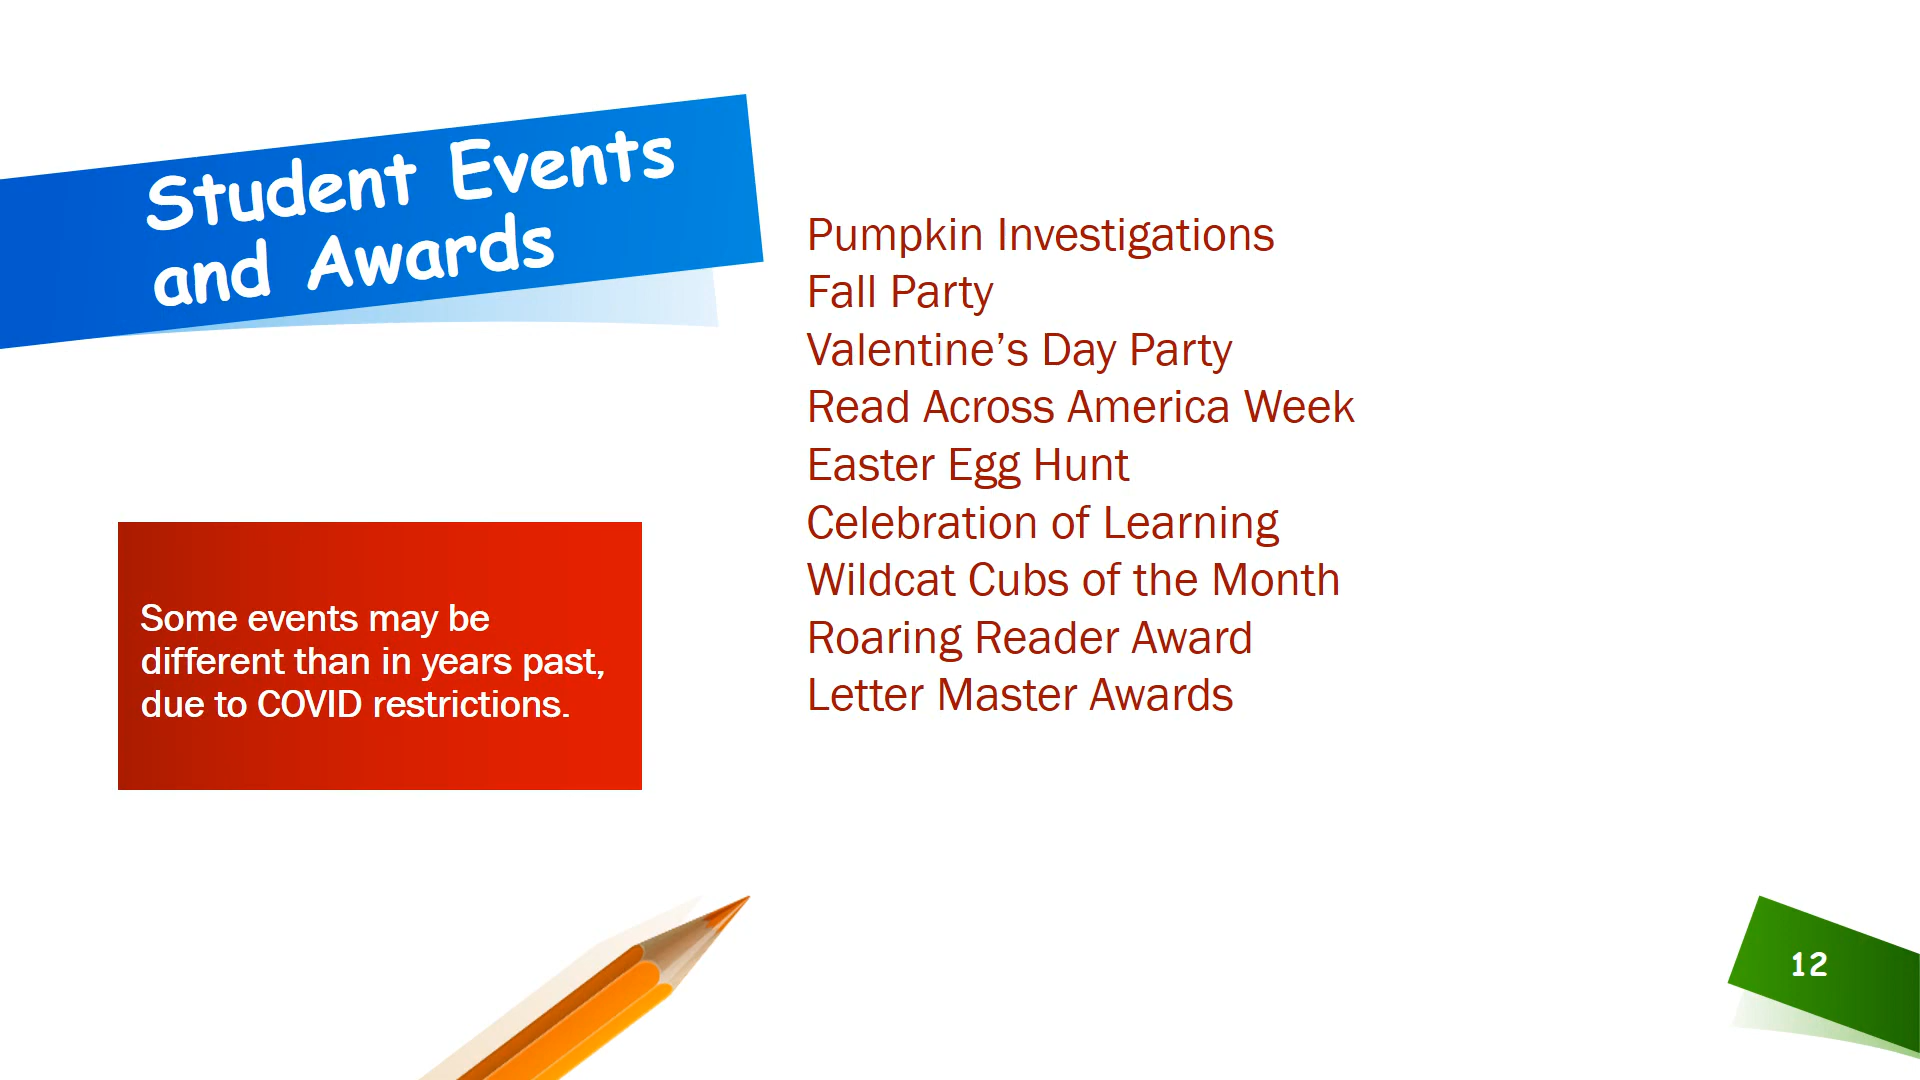 Student Events
and Awards
Some events may be
different than in years past,
due to COVID restrictions.
Pumpkin Investigations
Fall Party
Valentine’s Day Party
Read Across America Week
Easter Egg Hunt
Celebration of Learning
Wildcat Cubs of the Month
Roaring Reader Award
Letter Master Awards
12